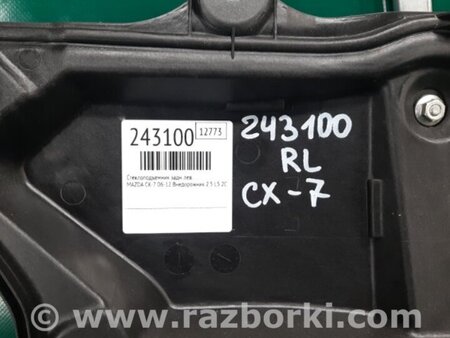 243100
12773
Стеклоподъемник задн лев
MAZDA CX-7 06-12 Внедорожник 2.3 L3 2C
243100
RL
CX-7
www.razborki.com